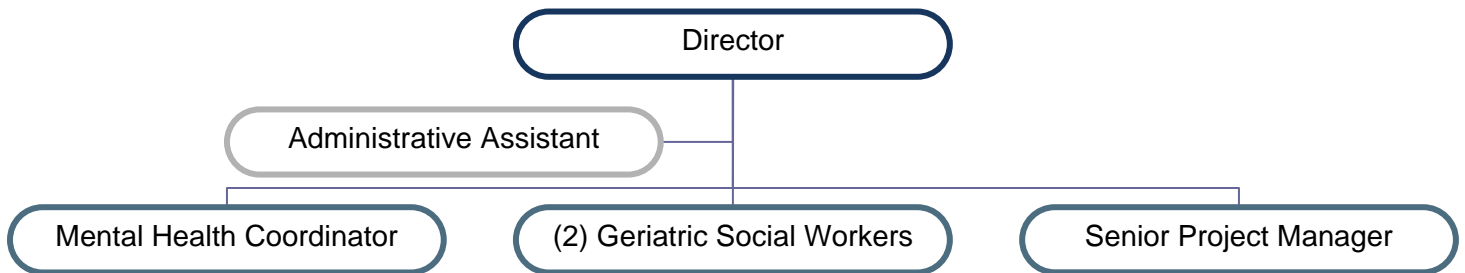 Director
Administrative Assistant
Mental Health Coordinator
(2) Geriatric Social Workers
Senior Project Manager